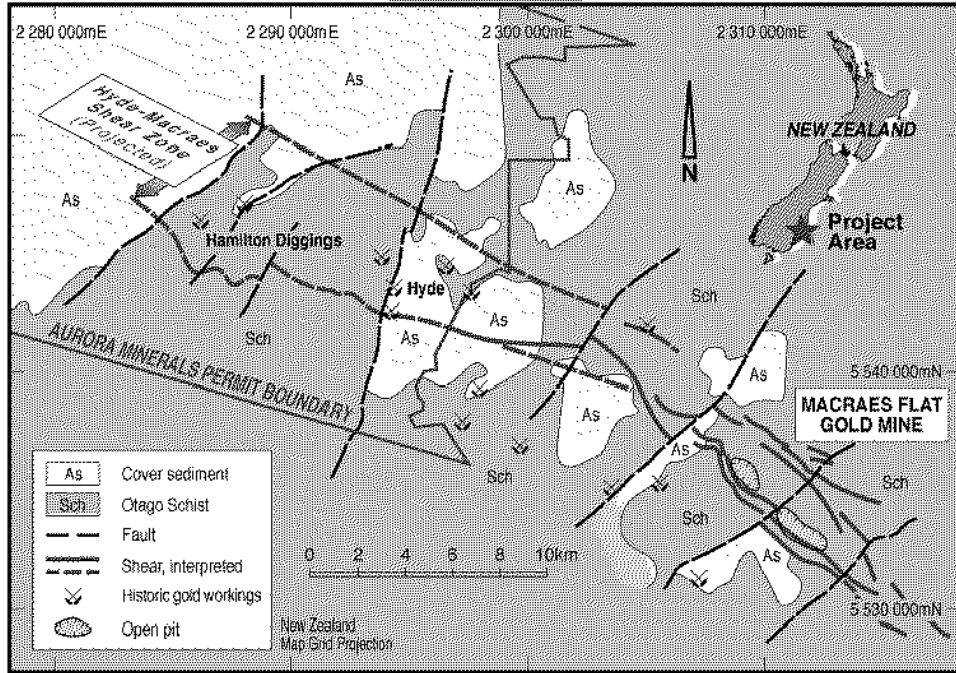 2 280 000mE
2 290 000mE
2 300 000mE
2 310 000mE
As
Hyde-Macraes
Shear Zone
(Projected)
As
As
N
NEW ZEALAND
Project
Area
Hamilton Diggings
Hyde
Sch
Sch
As
As
AURORA MINERALS PERMIT BOUNDARY
As
As
5 540 000mN
MACRAES FLAT
GOLD MINE
As
Sch
Sch
Sch
As
5 530 000mN
As
Cover sediment
Sch
Otago Schist
Fault
Shear, interpreted
Historic gold workings
Open pit
0 2 4 6 8 10km
New Zealand
Map Grid Projection